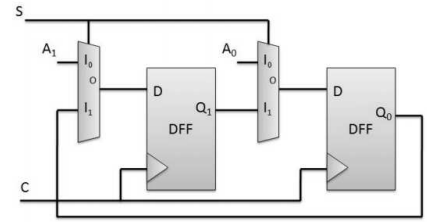 S
A₁ A₀
I₀ I₀
O O
D D
I₁ Q₁ I₁ Q₀
DFF DFF
C